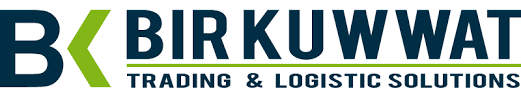 BK BIR KUWWAT
TRADING & LOGISTIC SOLUTIONS